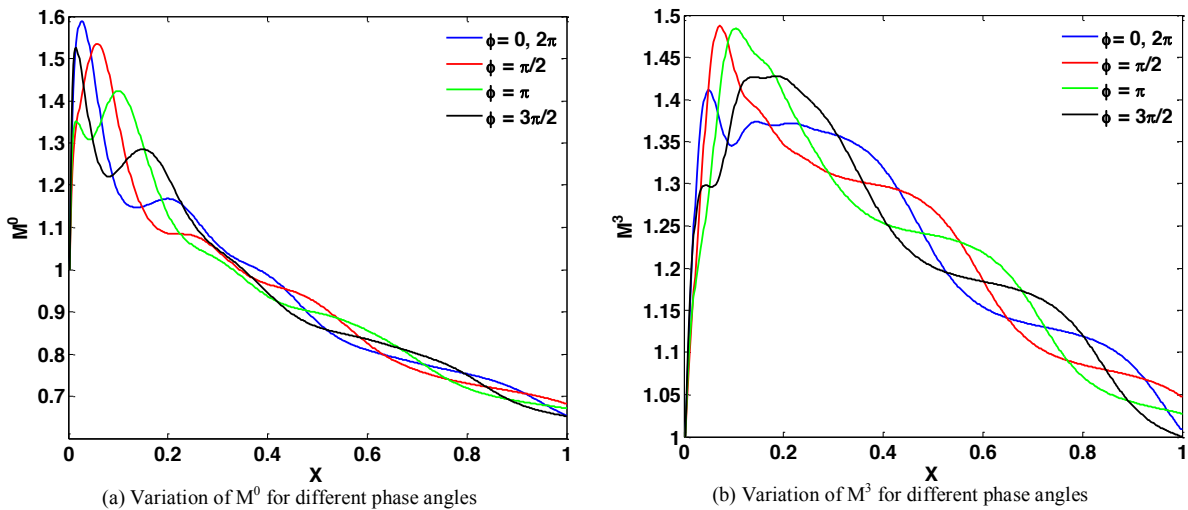 1.6
1.5
1.4
1.3
1.2
1.1
1
0.9
0.8
0.7
M⁰
0 0.2 0.4 0.6 0.8 1
X
ϕ= 0, 2π
ϕ = π/2
ϕ = π
ϕ = 3π/2
(a) Variation of M⁰ for different phase angles
1.5
1.45
1.4
1.35
1.3
1.25
1.2
1.15
1.1
1.05
1
M³
0 0.2 0.4 0.6 0.8 1
X
ϕ= 0, 2π
ϕ = π/2
ϕ = π
ϕ = 3π/2
(b) Variation of M³ for different phase angles